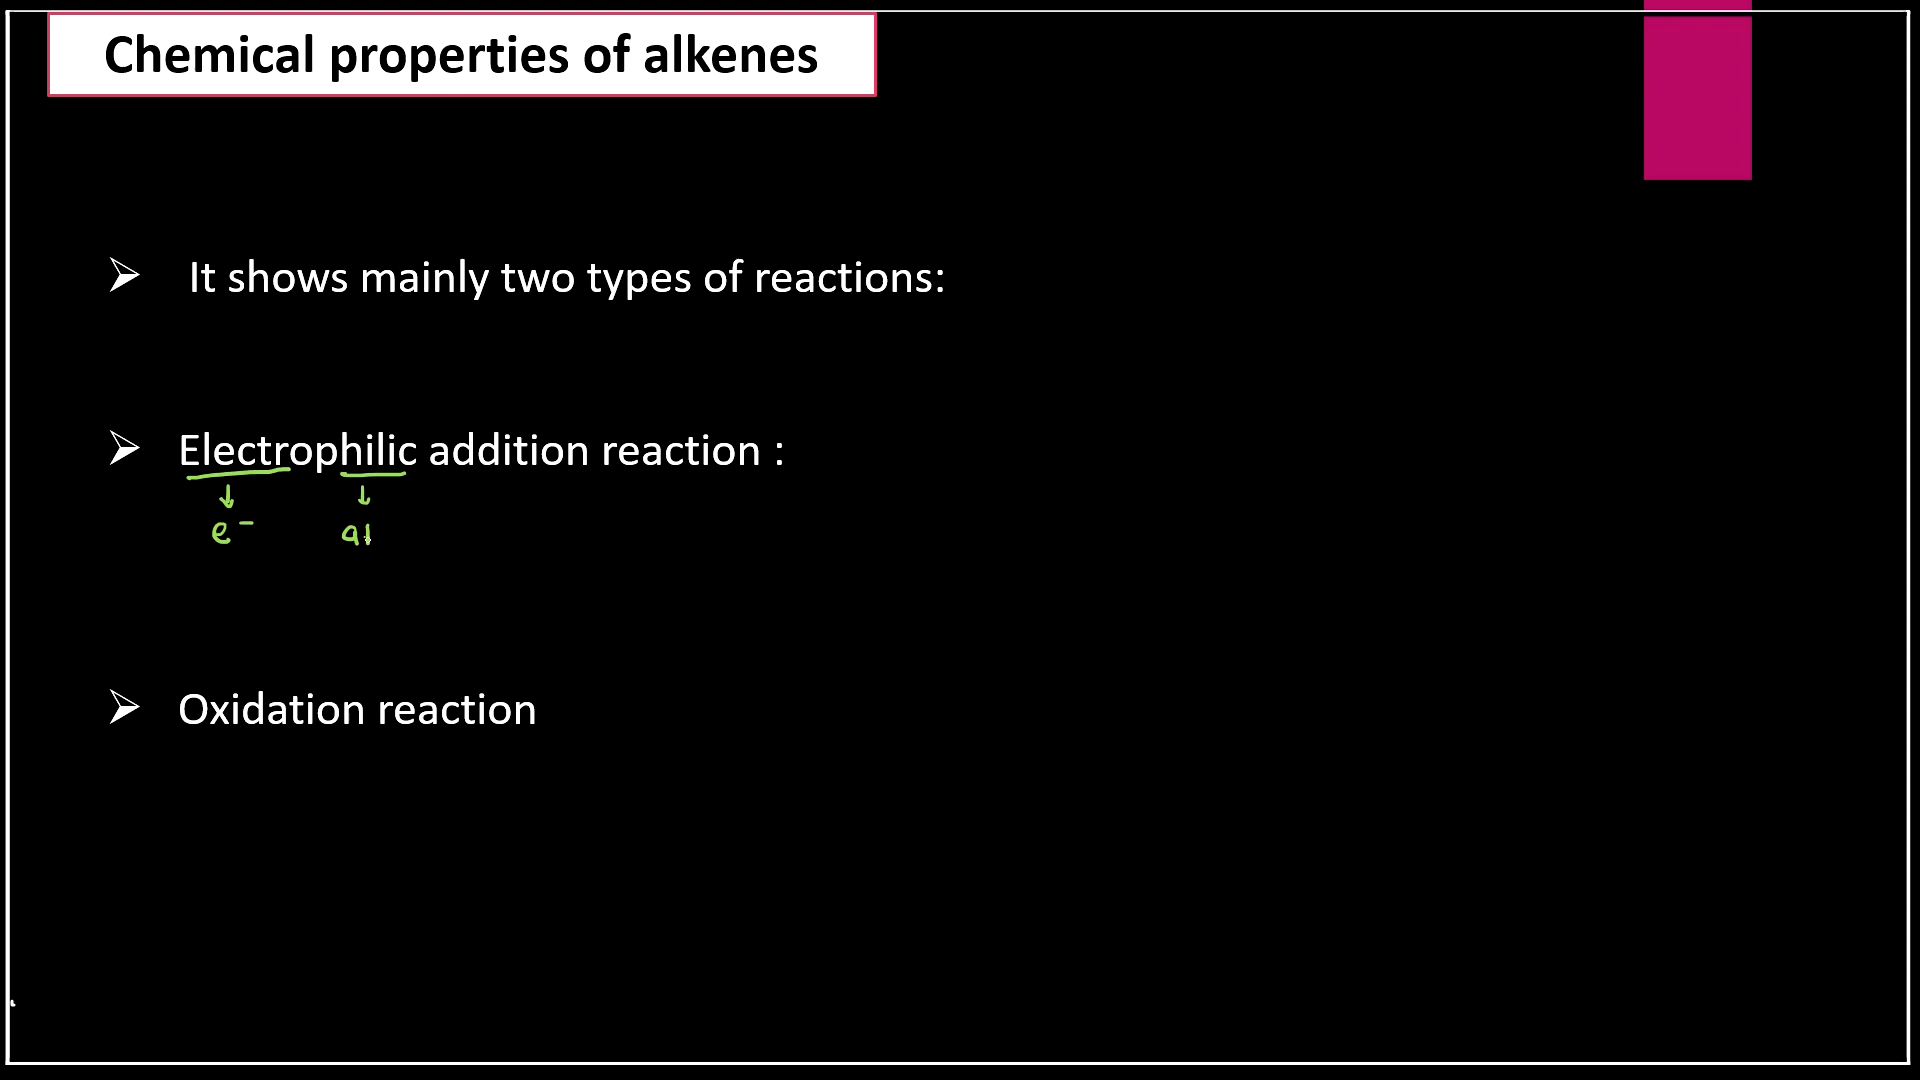 Chemical properties of alkenes
It shows mainly two types of reactions:
Electrophilic addition reaction :
e⁻ a
Oxidation reaction